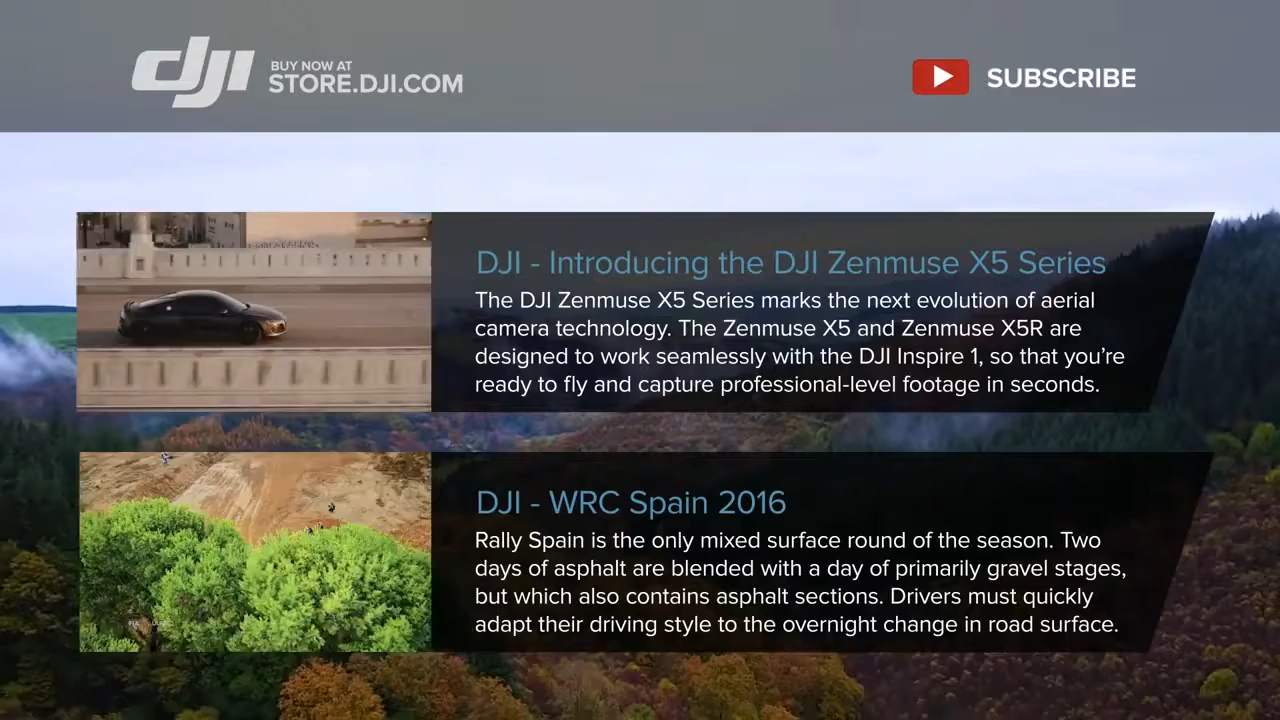 dji
BUY NOW AT
STORE.DJI.COM
SUBSCRIBE
DJI - Introducing the DJI Zenmuse X5 Series
The DJI Zenmuse X5 Series marks the next evolution of aerial
camera technology. The Zenmuse X5 and Zenmuse X5R are
designed to work seamlessly with the DJI Inspire 1, so that you’re
ready to fly and capture professional-level footage in seconds.
DJI - WRC Spain 2016
Rally Spain is the only mixed surface round of the season. Two
days of asphalt are blended with a day of primarily gravel stages,
but which also contains asphalt sections. Drivers must quickly
adapt their driving style to the overnight change in road surface.